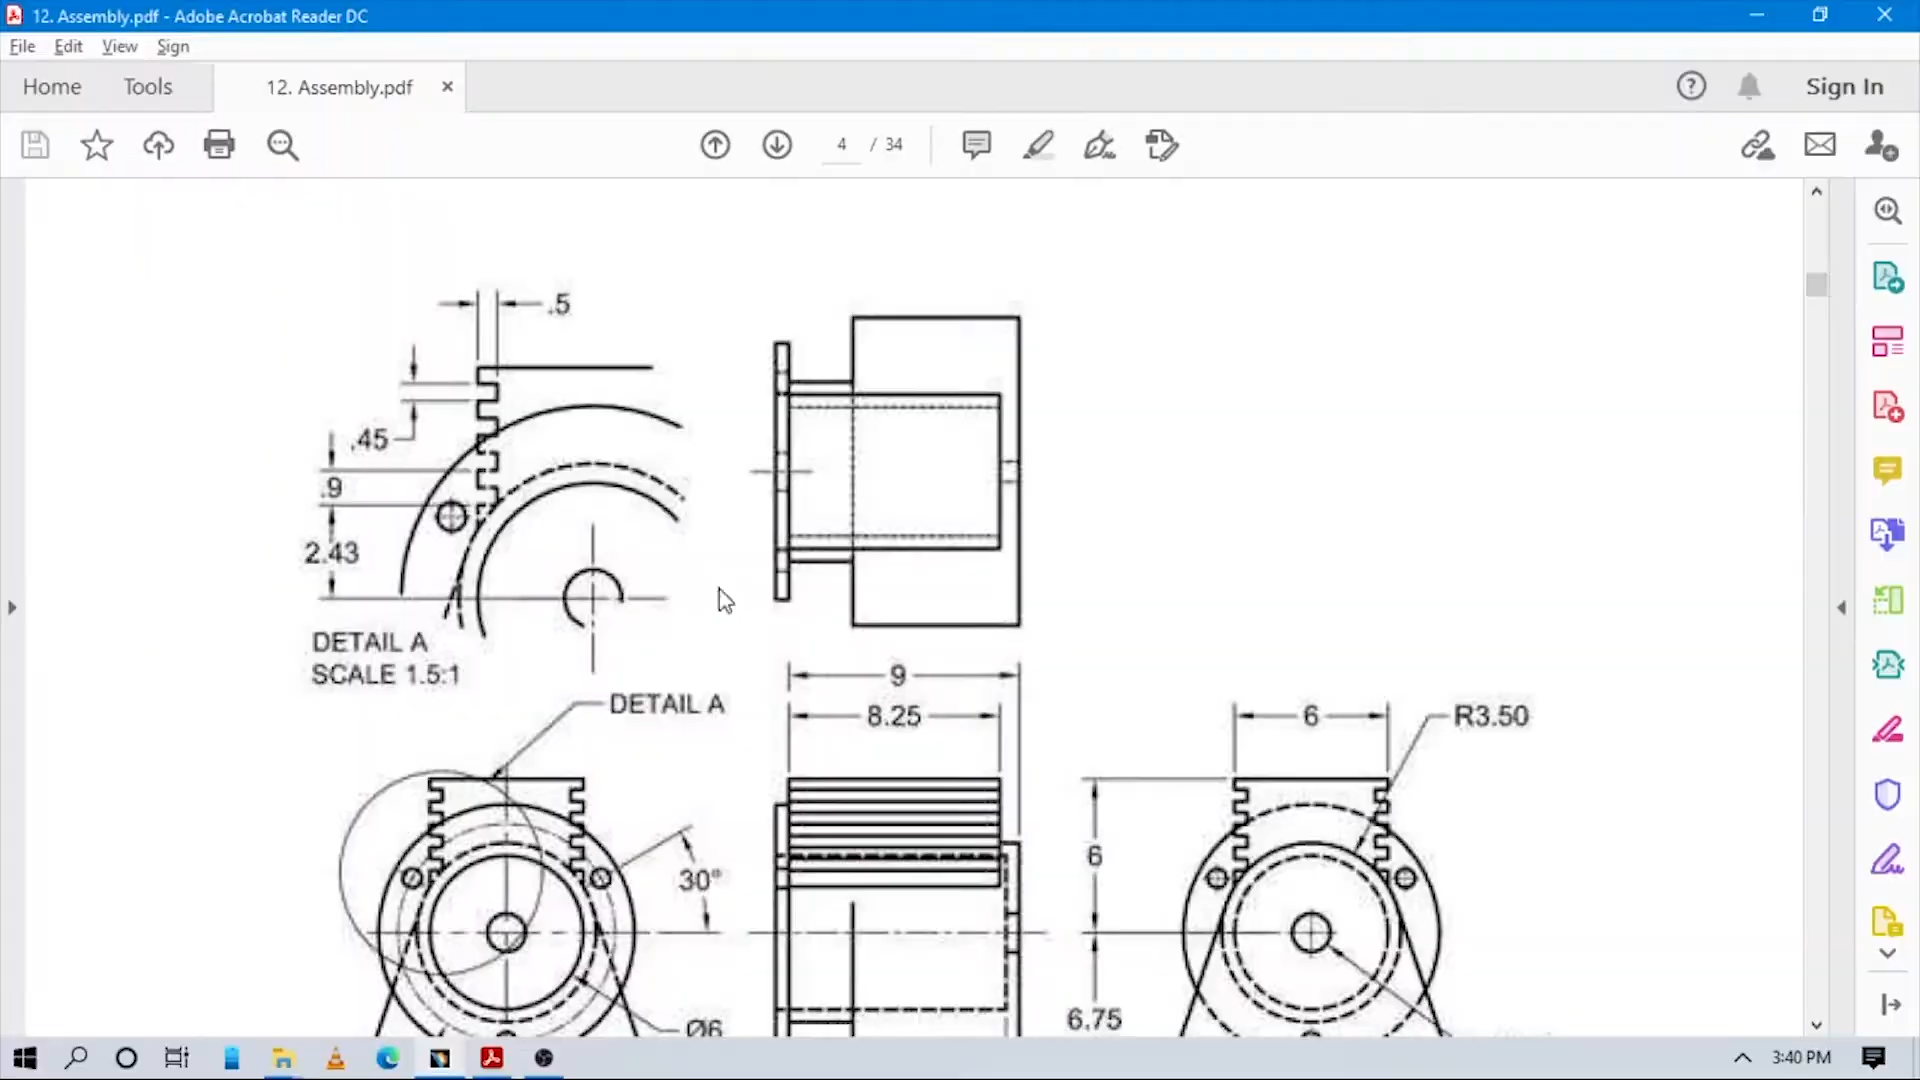 12. Assembly.pdf - Adobe Acrobat Reader DC
File Edit View Sign
Home Tools 12. Assembly.pdf × Sign In
4 / 34
.5
.45
.9
2.43
DETAIL A
SCALE 1.5:1
DETAIL A
9
8.25
6
R3.50
30°
6
6.75
Ø6
3:40 PM